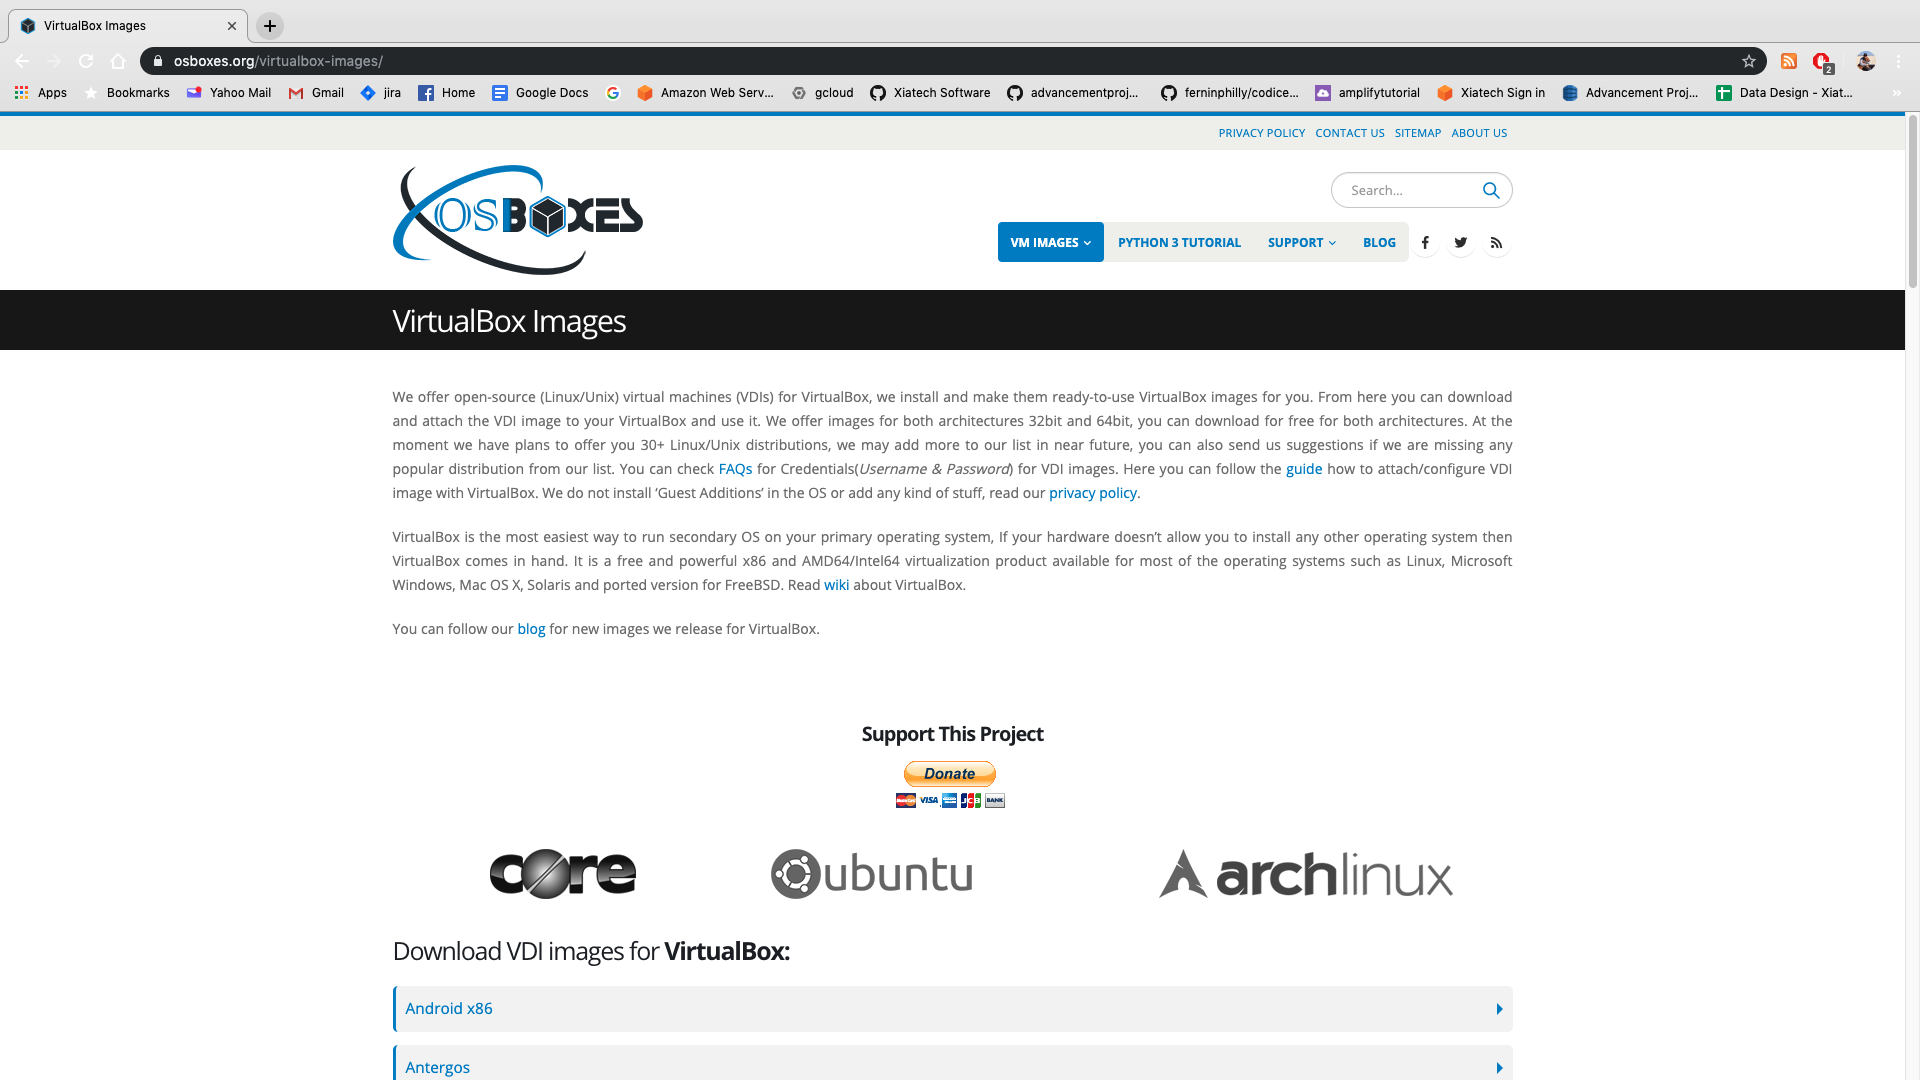 VirtualBox Images
osboxes.org/virtualbox-images/
2
Apps Bookmarks Yahoo Mail Gmail jira Home Google Docs Amazon Web Serv... gcloud Xiatech Software advancementproj... ferninphilly/codice... amplifytutorial Xiatech Sign in Advancement Proj... Data Design - Xiat... »
PRIVACY POLICY CONTACT US SITEMAP ABOUT US
OSBOXES
Search...
VM IMAGES PYTHON 3 TUTORIAL SUPPORT BLOG
VirtualBox Images
We offer open-source (Linux/Unix) virtual machines (VDIs) for VirtualBox, we install and make them ready-to-use VirtualBox images for you. From here you can download
and attach the VDI image to your VirtualBox and use it. We offer images for both architectures 32bit and 64bit, you can download for free for both architectures. At the
moment we have plans to offer you 30+ Linux/Unix distributions, we may add more to our list in near future, you can also send us suggestions if we are missing any
popular distribution from our list. You can check FAQs for Credentials(Username & Password) for VDI images. Here you can follow the guide how to attach/configure VDI
image with VirtualBox. We do not install ‘Guest Additions’ in the OS or add any kind of stuff, read our privacy policy.
VirtualBox is the most easiest way to run secondary OS on your primary operating system, If your hardware doesn’t allow you to install any other operating system then
VirtualBox comes in hand. It is a free and powerful x86 and AMD64/Intel64 virtualization product available for most of the operating systems such as Linux, Microsoft
Windows, Mac OS X, Solaris and ported version for FreeBSD. Read wiki about VirtualBox.
You can follow our blog for new images we release for VirtualBox.
Support This Project
Donate
VISA JCB BANK
core ubuntu archlinux
Download VDI images for VirtualBox:
Android x86
Antergos